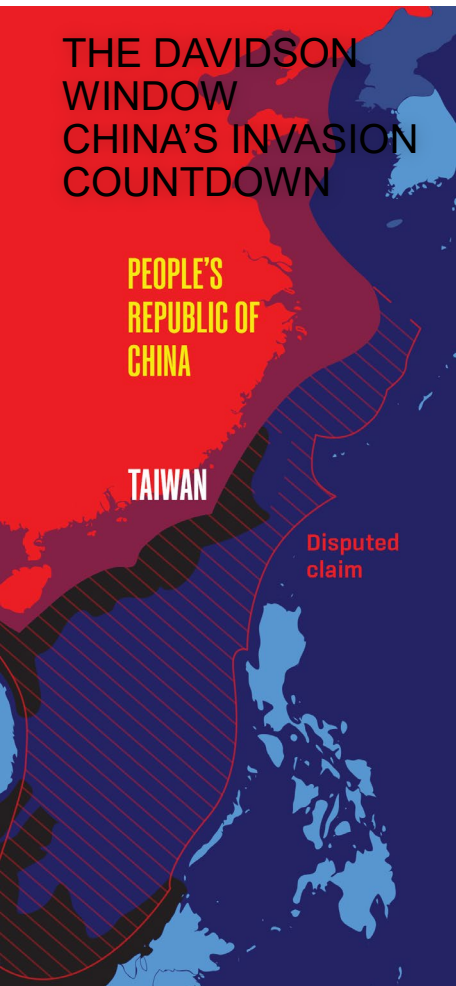 THE DAVIDSON
WINDOW
CHINA'S INVASION
COUNTDOWN
PEOPLE'S
REPUBLIC OF
CHINA
TAIWAN
Disputed
claim